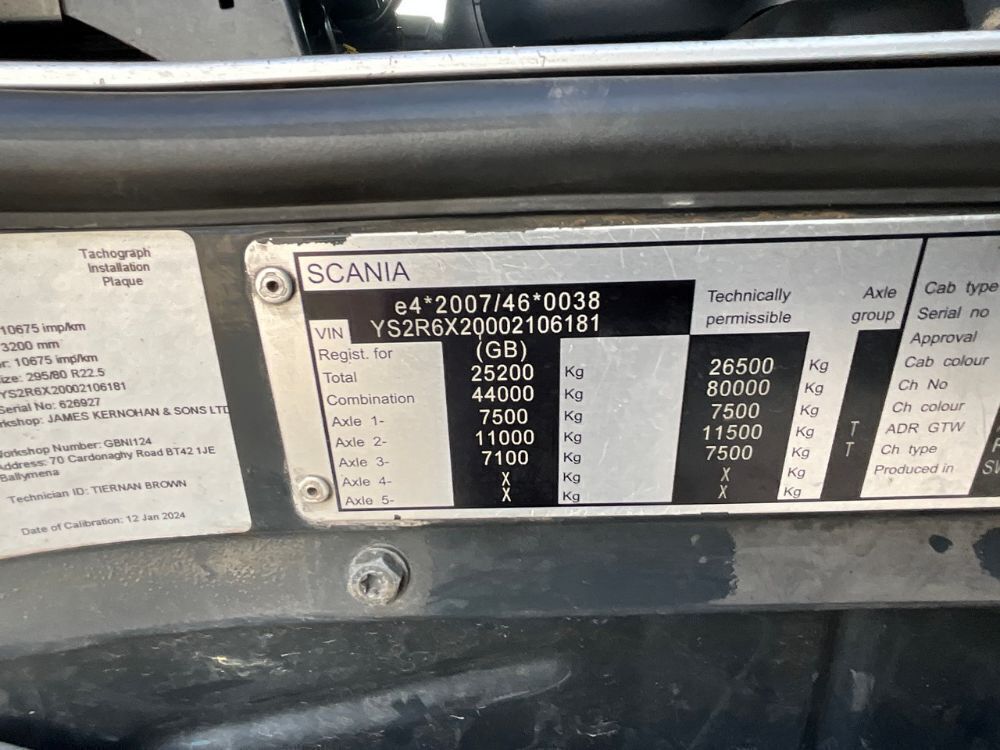 Tachograph
Installation
Plaque
10675 imp/km
3200 mm
r: 10675 imp/km
ize: 295/80 R22.5
YS2R6X20002106181
Serial No: 626927
rkshop: JAMES KERNOHAN & SONS LTD
Workshop Number: GBNI124
Address: 70 Cardonaghy Road BT42 1JE
Ballymena
Technician ID: TIERNAN BROWN
Date of Calibration: 12 Jan 2024
SCANIA
e4*2007/46*0038
VIN YS2R6X20002106181
Technically permissible
Axle group
Regist. for (GB)
Total 25200 Kg 26500 Kg
Combination 44000 Kg 80000 Kg
Axle 1- 7500 Kg 7500 Kg
Axle 2- 11000 Kg 11500 Kg T
Axle 3- 7100 Kg 7500 Kg T
Axle 4- X Kg X Kg
Axle 5- X Kg X Kg
Cab type
Serial no
Approval
Cab colour
Ch No
Ch colour
ADR GTW
Ch type
Produced in